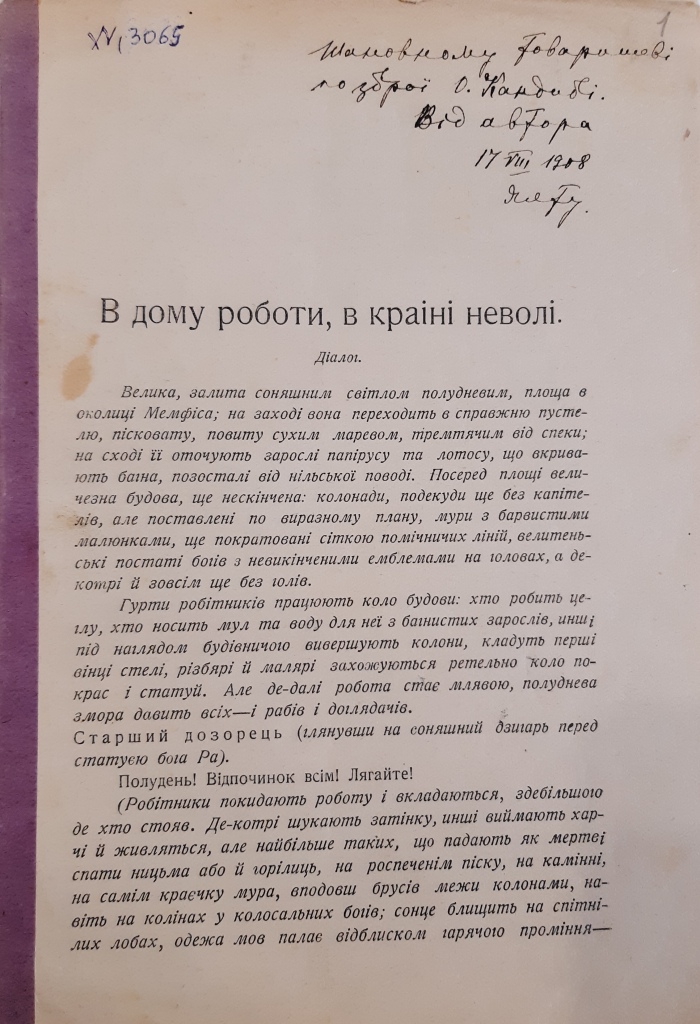 XV, 3065
1
Шановному Товаришеві
по зброї О. Кандибі.
Від автора
17 VIII 1908
Ялта.
В дому роботи, в краіні неволі.
Діалог.
Велика, залита соняшним світлом полудневим, площа в
околиці Мемфіса; на заході вона переходить в справжню пусте-
лю, пісковату, повиту сухим маревом, тремтячим від спеки;
на сході її оточують зарослі папірусу та лотосу, що вкрива-
ють багна, позосталі від нільської поводі. Посеред площі вели-
чезна будова, ще нескінчена: колонади, подекуди ще без капіте-
лів, але поставлені по виразному плану, мури з барвистими
малюнками, ще пократовані сіткою помічничих ліній, велитень-
ські постаті богів з невикінченими емблемами на головах, а де-
котрі й зовсім ще без голів.
Гурти робітників працюють коло будови: хто робить це-
глу, хто носить мул та воду для неї з багнистих зарослів, инші
під наглядом будівничого вивершують колони, кладуть перші
вінці стелі, різбярі й малярі захожуються ретельно коло по-
крас і статуй. Але де-далі робота стає млявою, полуднева
змора давить всіх—і рабів і доглядачів.
Старший дозорець (глянувши на соняшний дзигарь перед
статуєю бога Ра).
Полудень! Відпочинок всім! Лягайте!
(Робітники покидають роботу і вкладаються, здебільшого
де хто стояв. Де-котрі шукають затінку, инші виймають хар-
чі й живляться, але найбільше таких, що падають як мертві
спати ницьма або й горілиць, на роспеченім піску, на камінні,
на самім краєчку мура, вподовш брусів межи колонами, на-
віть на колінах у колосальних богів; сонце блищить на спітні-
лих лобах, одежа мов палає відблиском гарячого проміння—